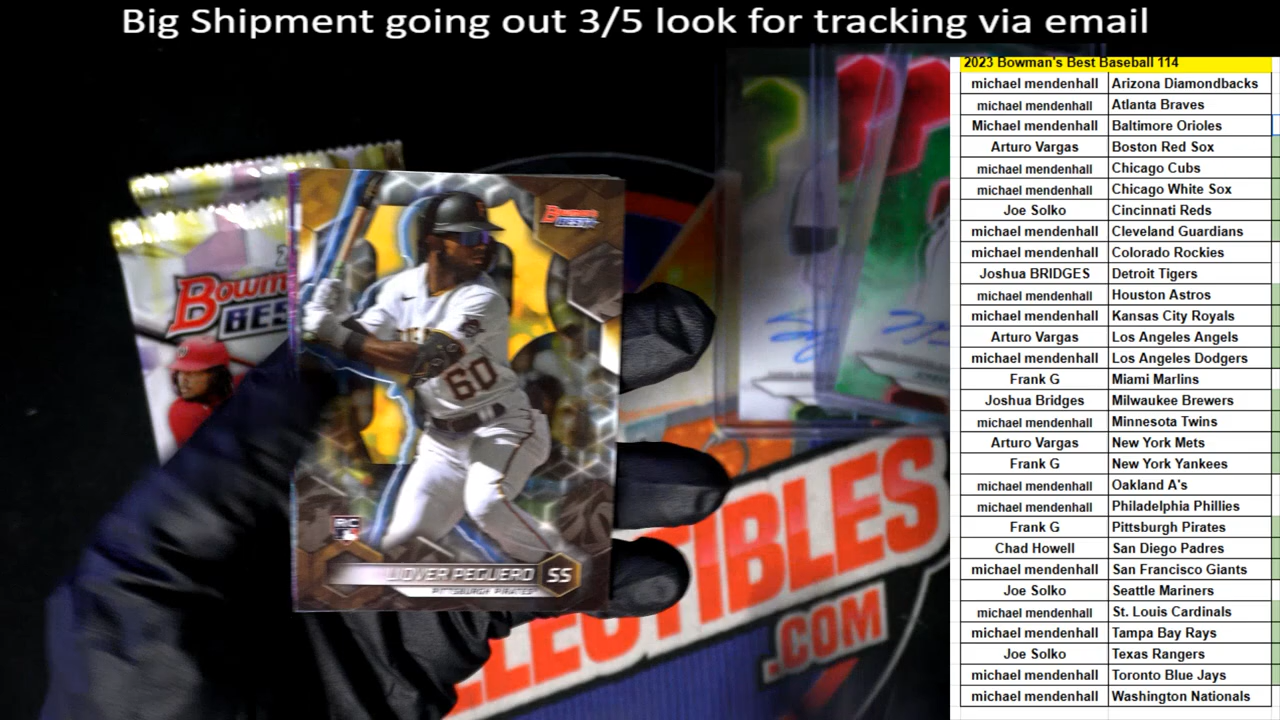 Big Shipment going out 3/5 look for tracking via email
2023 Bowman's Best Baseball 114
michael mendenhall Arizona Diamondbacks
michael mendenhall Atlanta Braves
Michael mendenhall Baltimore Orioles
Arturo Vargas Boston Red Sox
michael mendenhall Chicago Cubs
michael mendenhall Chicago White Sox
Joe Solko Cincinnati Reds
michael mendenhall Cleveland Guardians
michael mendenhall Colorado Rockies
Joshua BRIDGES Detroit Tigers
michael mendenhall Houston Astros
michael mendenhall Kansas City Royals
Arturo Vargas Los Angeles Angels
michael mendenhall Los Angeles Dodgers
Frank G Miami Marlins
Joshua Bridges Milwaukee Brewers
michael mendenhall Minnesota Twins
Arturo Vargas New York Mets
Frank G New York Yankees
michael mendenhall Oakland A's
michael mendenhall Philadelphia Phillies
Frank G Pittsburgh Pirates
Chad Howell San Diego Padres
michael mendenhall San Francisco Giants
Joe Solko Seattle Mariners
michael mendenhall St. Louis Cardinals
michael mendenhall Tampa Bay Rays
Joe Solko Texas Rangers
michael mendenhall Toronto Blue Jays
michael mendenhall Washington Nationals
Bowman's
BEST
60
RC
LIOVER PEGUERO SS
PITTSBURGH PIRATES
Bowm
BES
LLECTIBLES
.COM